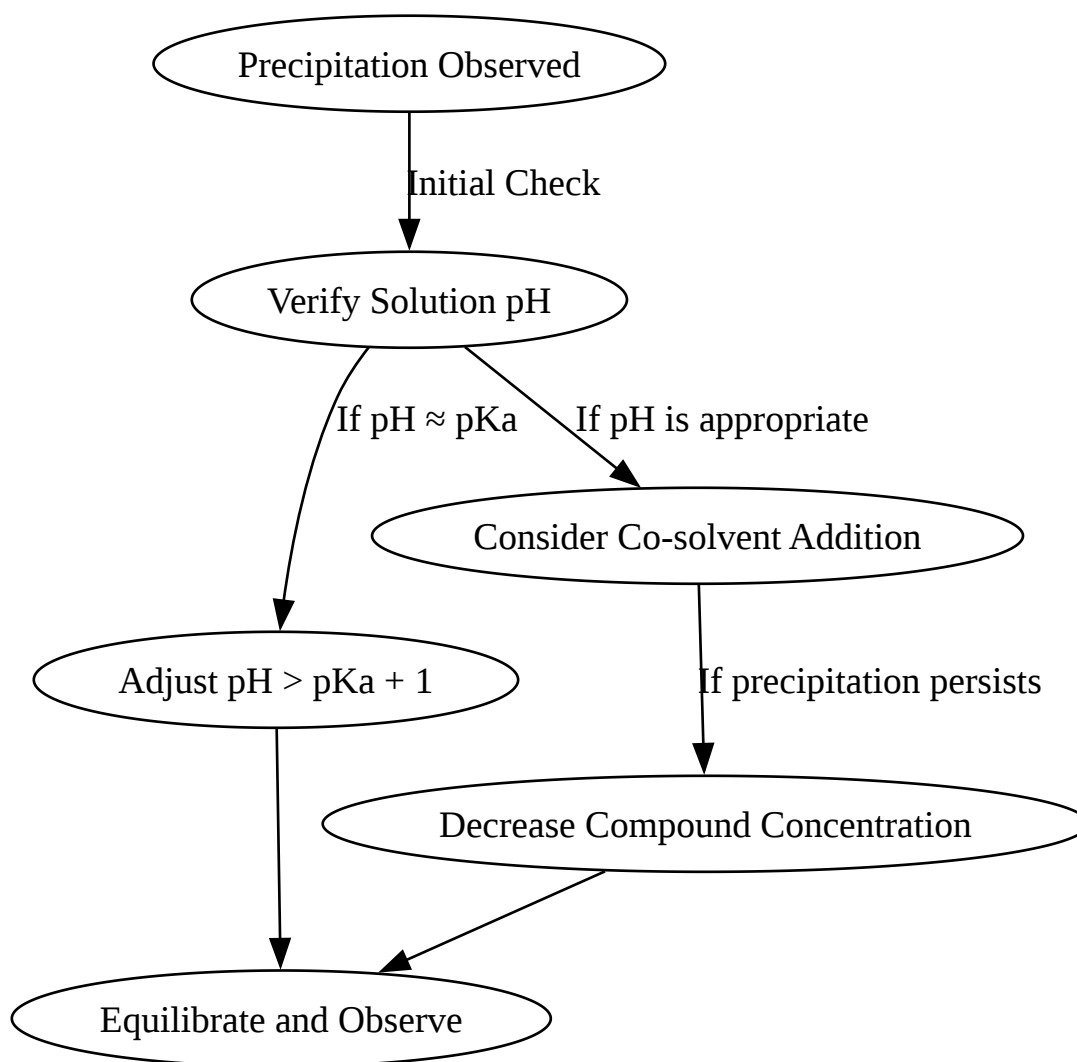 Precipitation Observed
Initial Check
Verify Solution pH
If pH ≈ pKa
If pH is appropriate
Consider Co-solvent Addition
Adjust pH > pKa + 1
If precipitation persists
Decrease Compound Concentration
Equilibrate and Observe